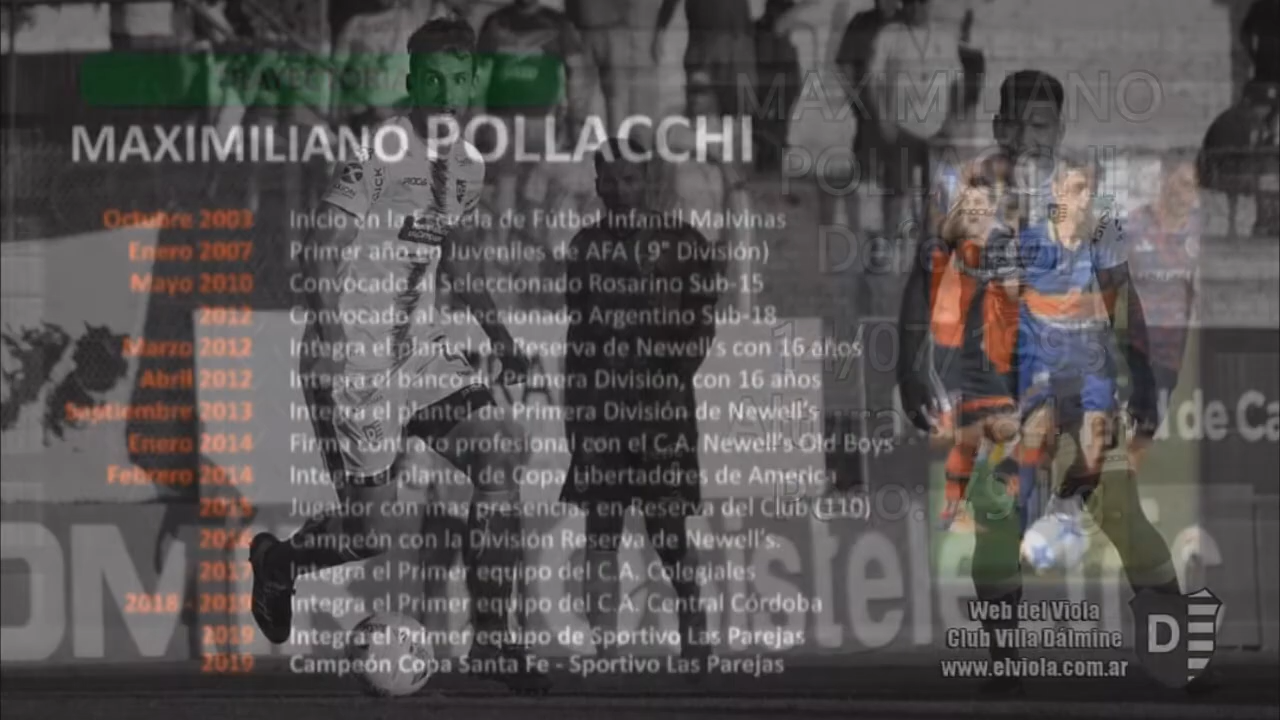 TRAYECTORIA
MAXIMILIANO POLLACCHI
Octubre 2003 Inicio en la Escuela de Fútbol Infantil Malvinas
Enero 2007 Primer año en Juveniles de AFA ( 9° División)
Mayo 2010 Convocado al Seleccionado Rosarino Sub-15
2012 Convocado al Seleccionado Argentino Sub-18
Marzo 2012 Integra el plantel de Reserva de Newell's con 16 años
Abril 2012 Integra el banco de Primera División, con 16 años
Septiembre 2013 Integra el plantel de Primera División de Newell's
Enero 2014 Firma contrato profesional con el C.A. Newell's Old Boys
Febrero 2014 Integra el plantel de Copa Libertadores de America
2015 Jugador con mas presencias en Reserva del Club (110)
2016 Campeón con la División Reserva de Newell's.
2017 Integra el Primer equipo del C.A. Colegiales
2018 - 2019 Integra el Primer equipo del C.A. Central Córdoba
2019 Integra el Primer equipo de Sportivo Las Parejas
2019 Campeón Copa Santa Fe - Sportivo Las Parejas
MAXIMILIANO
POLLACCHI
Web del Viola
Club Villa Dálmine
www.elviola.com.ar
D